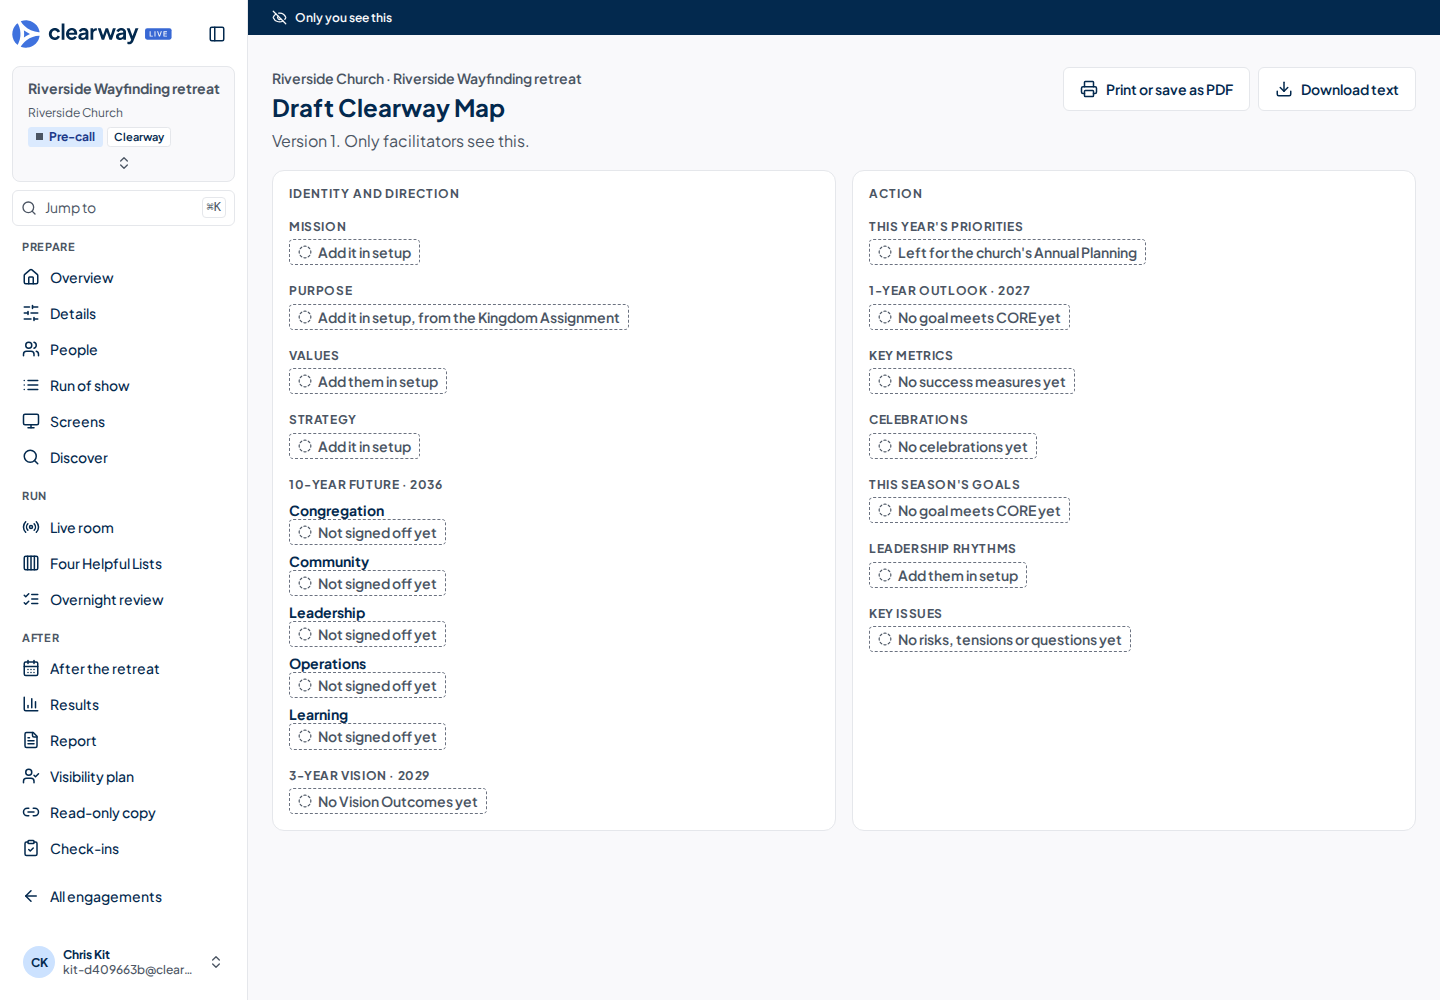 clearway LIVE
Riverside Wayfinding retreat
Riverside Church
Pre-call
Clearway
Jump to
⌘K
PREPARE
Overview
Details
People
Run of show
Screens
Discover
RUN
Live room
Four Helpful Lists
Overnight review
AFTER
After the retreat
Results
Report
Visibility plan
Read-only copy
Check-ins
All engagements
CK
Chris Kit
kit-d409663b@clear...
Only you see this
Riverside Church · Riverside Wayfinding retreat
Draft Clearway Map
Version 1. Only facilitators see this.
Print or save as PDF
Download text
IDENTITY AND DIRECTION
MISSION
Add it in setup
PURPOSE
Add it in setup, from the Kingdom Assignment
VALUES
Add them in setup
STRATEGY
Add it in setup
10-YEAR FUTURE · 2036
Congregation
Not signed off yet
Community
Not signed off yet
Leadership
Not signed off yet
Operations
Not signed off yet
Learning
Not signed off yet
3-YEAR VISION · 2029
No Vision Outcomes yet
ACTION
THIS YEAR'S PRIORITIES
Left for the church's Annual Planning
1-YEAR OUTLOOK · 2027
No goal meets CORE yet
KEY METRICS
No success measures yet
CELEBRATIONS
No celebrations yet
THIS SEASON'S GOALS
No goal meets CORE yet
LEADERSHIP RHYTHMS
Add them in setup
KEY ISSUES
No risks, tensions or questions yet